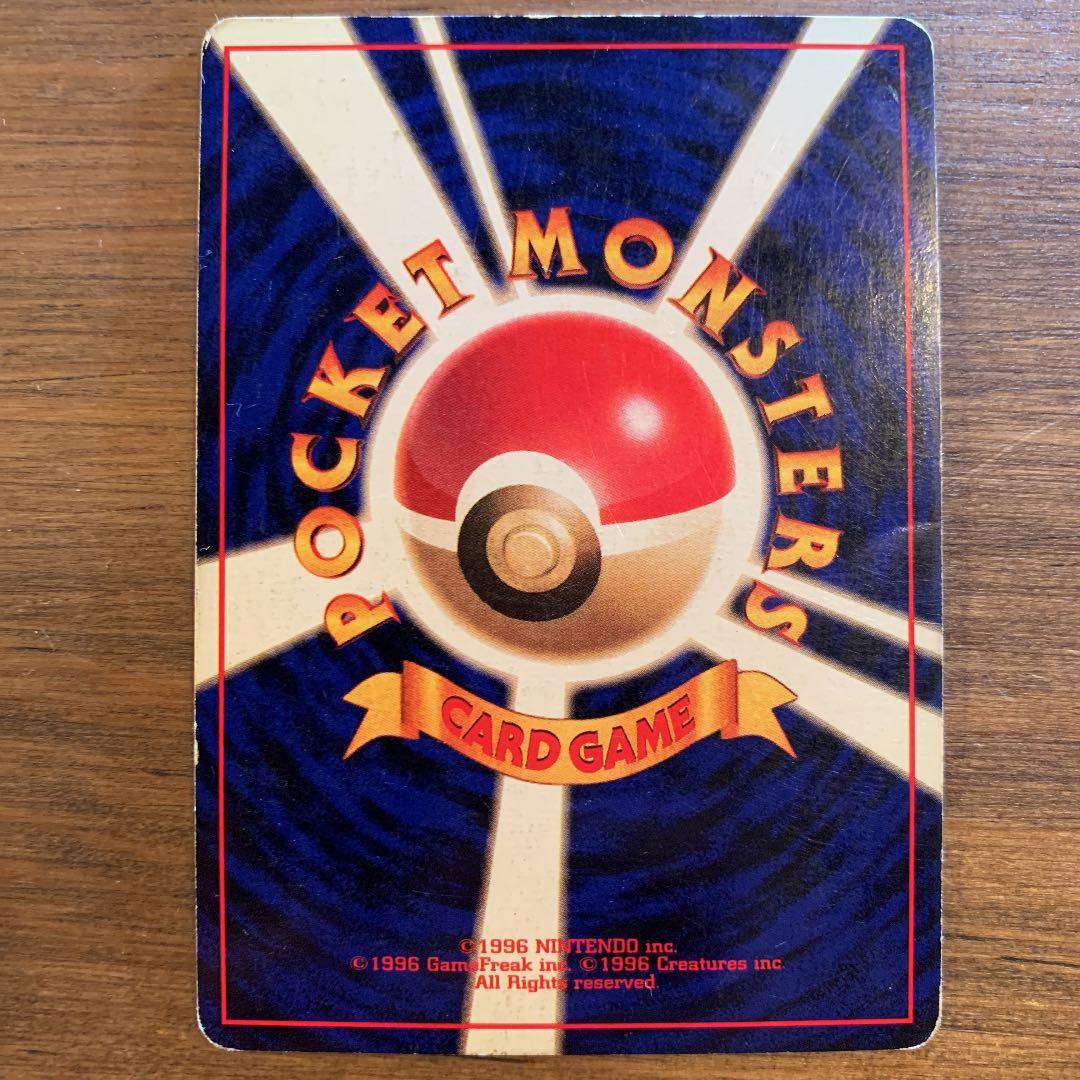 POCKET MONSTERS
CARD GAME
©1996 NINTENDO inc.
©1996 GameFreak inc. ©1996 Creatures inc.
All Rights reserved.